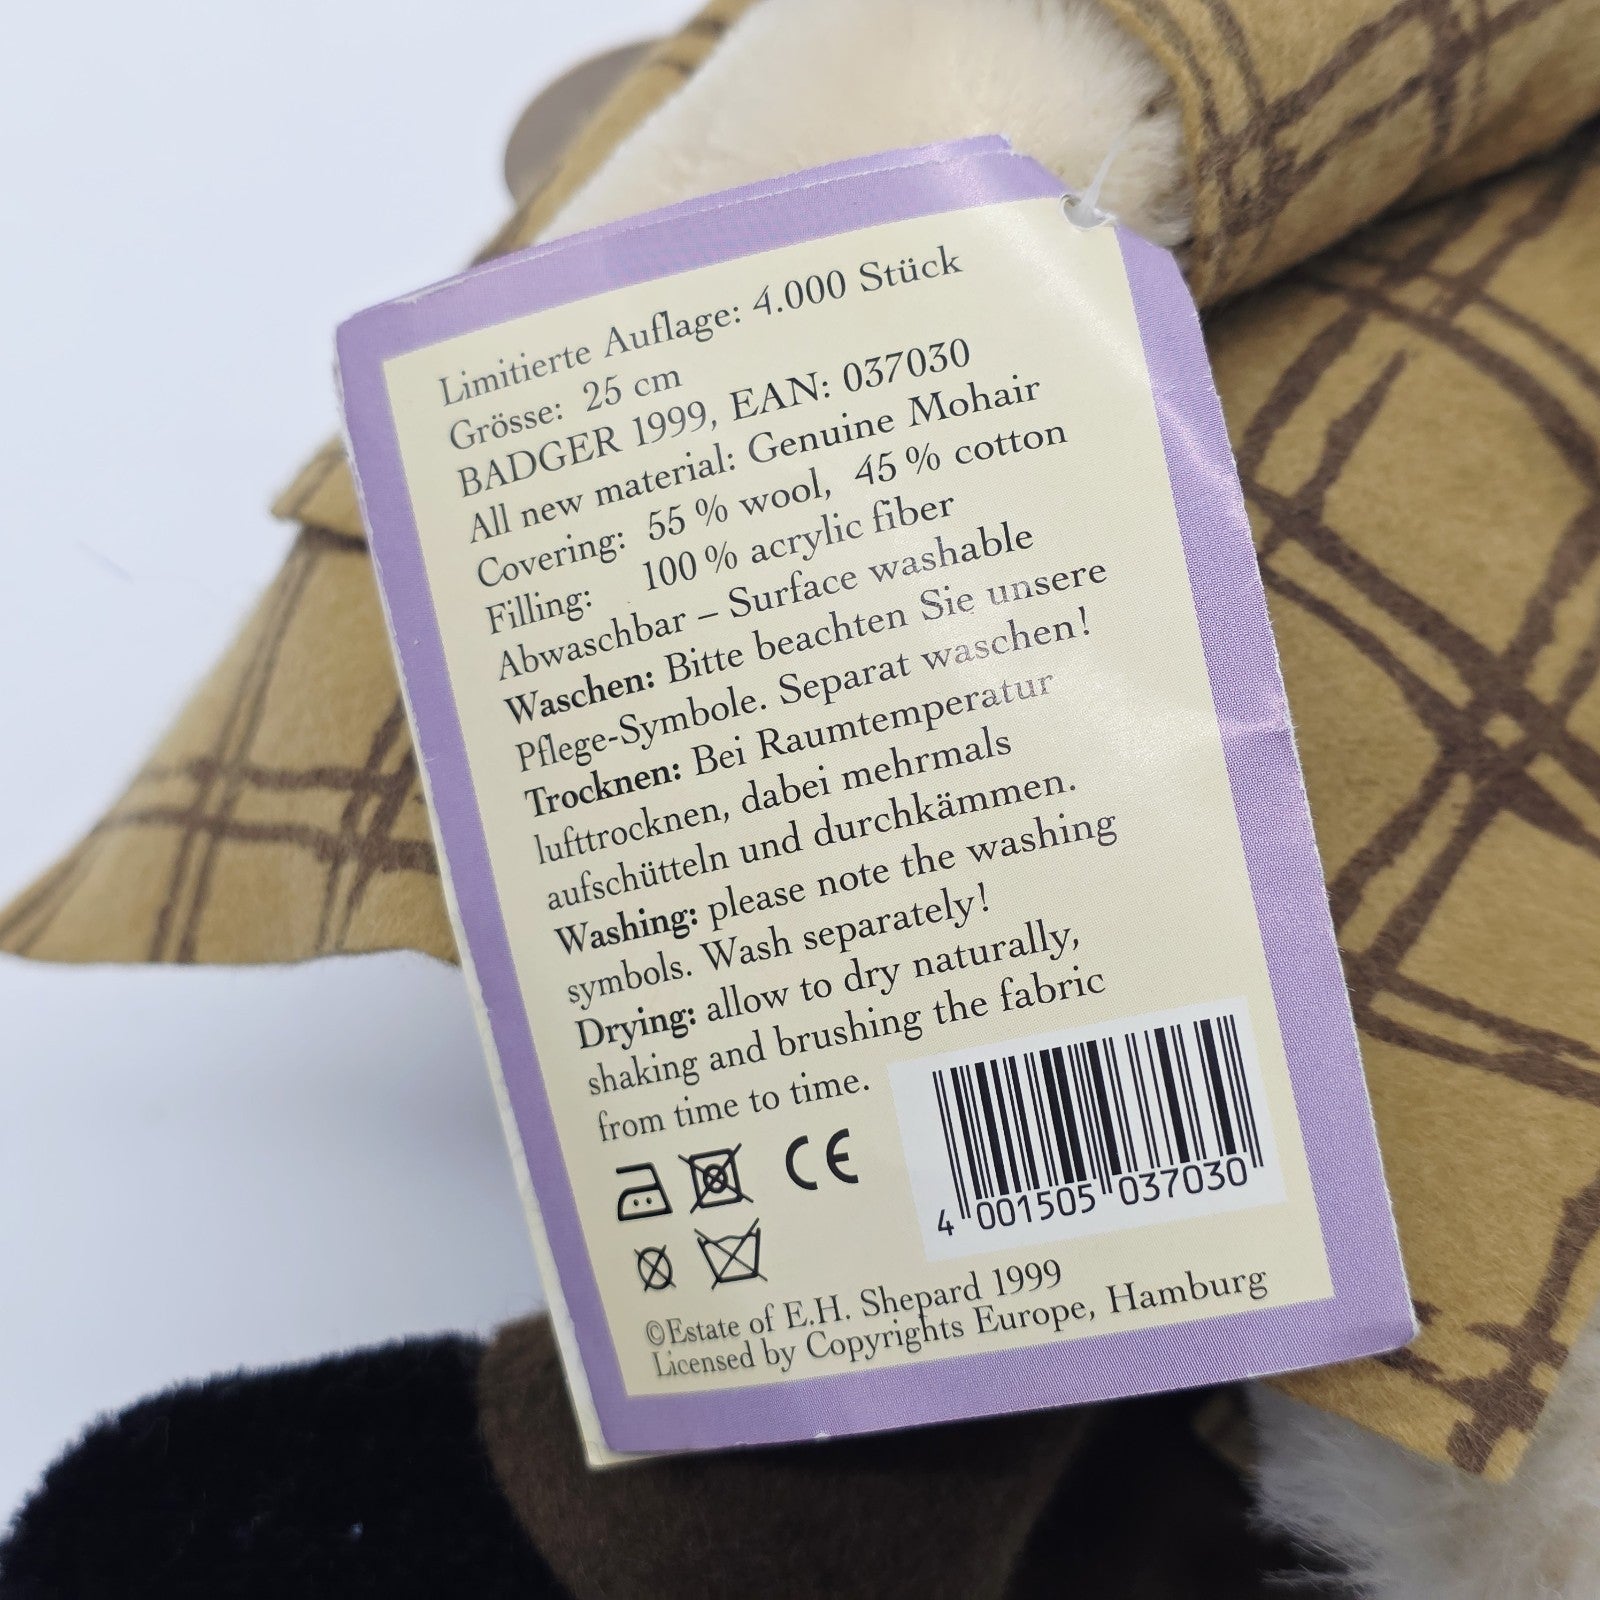 Limitierte Auflage: 4.000 Stück
Grösse: 25 cm
BADGER 1999, EAN: 037030
All new material: Genuine Mohair
Covering: 55 % wool, 45 % cotton
Filling: 100 % acrylic fiber
Abwaschbar – Surface washable
Waschen: Bitte beachten Sie unsere
Pflege-Symbole. Separat waschen!
Trocknen: Bei Raumtemperatur
lufttrocknen, dabei mehrmals
aufschütteln und durchkämmen.
Washing: please note the washing
symbols. Wash separately!
Drying: allow to dry naturally,
shaking and brushing the fabric
from time to time.
CE
4 001505 037030
©Estate of E.H. Shepard 1999
Licensed by Copyrights Europe, Hamburg